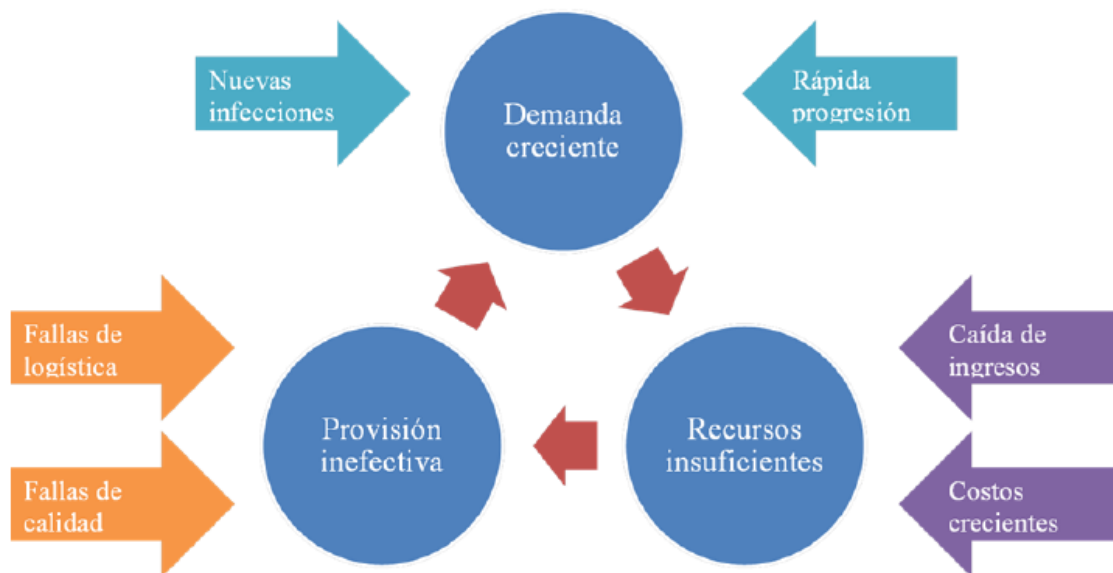 Nuevas
infecciones
Demanda
creciente
Rápida
progresión
Fallas de
logística
Caída de
ingresos
Provisión
inefectiva
Recursos
insuficientes
Fallas de
calidad
Costos
crecientes